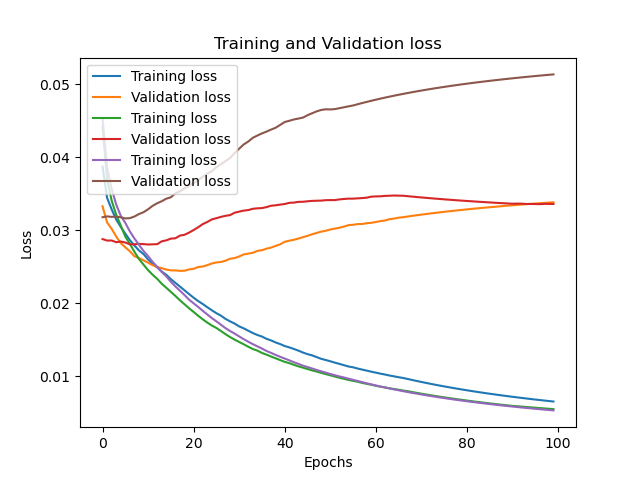 Training and Validation loss
Training loss
Validation loss
Training loss
Validation loss
Training loss
Validation loss
0.05
0.04
0.03
0.02
0.01
Loss
0 20 40 60 80 100
Epochs